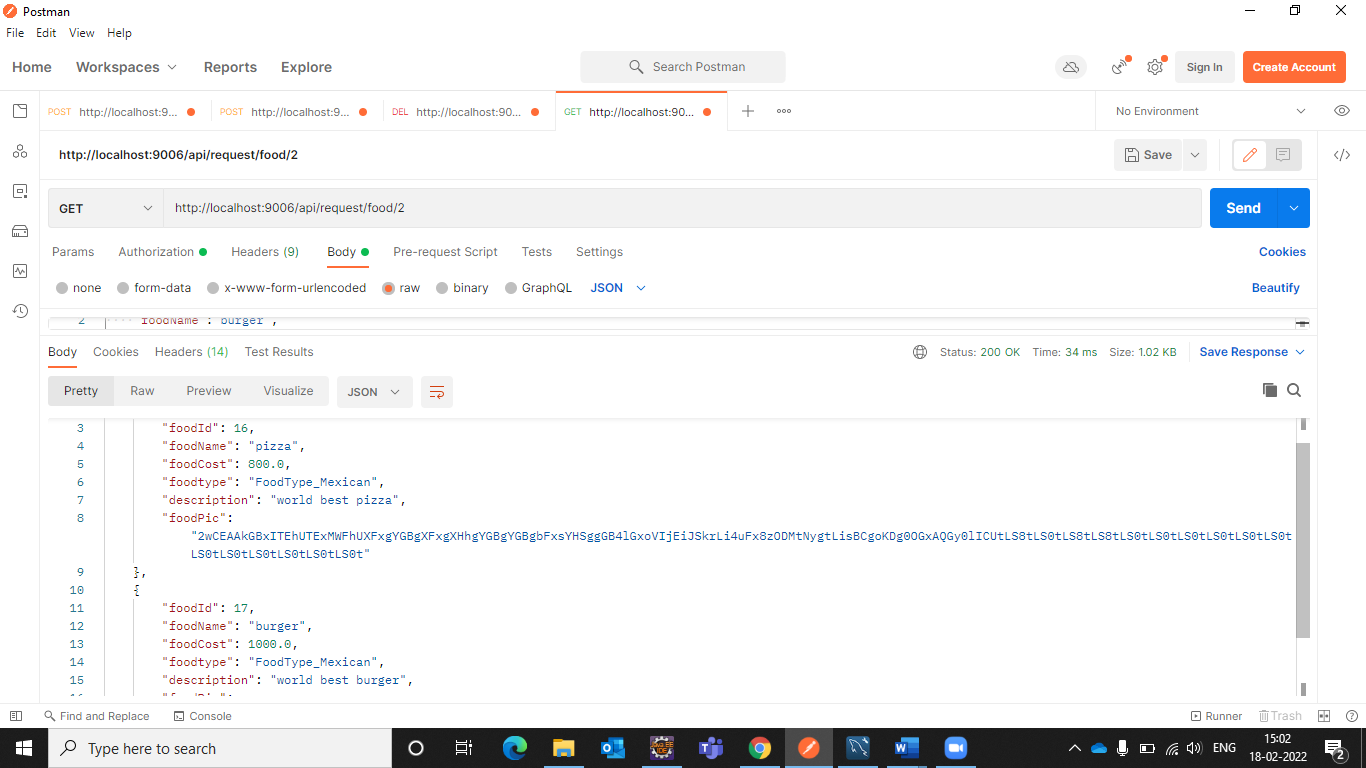 Postman
File Edit View Help
Home Workspaces Reports Explore Search Postman Sign In Create Account
POST http://localhost:9... POST http://localhost:9... DEL http://localhost:90... GET http://localhost:90... No Environment
http://localhost:9006/api/request/food/2 Save
GET http://localhost:9006/api/request/food/2 Send
Params Authorization Headers (9) Body Pre-request Script Tests Settings Cookies
none form-data x-www-form-urlencoded raw binary GraphQL JSON Beautify
2 "foodName":"burger",
Body Cookies Headers (14) Test Results Status: 200 OK Time: 34 ms Size: 1.02 KB Save Response
Pretty Raw Preview Visualize JSON
3 "foodId": 16,
4 "foodName": "pizza",
5 "foodCost": 800.0,
6 "foodtype": "FoodType_Mexican",
7 "description": "world best pizza",
8 "foodPic":
"2wCEAAkGBxITEhUTExMWFhUXFxgYGBgXFxgXHhgYGBgYGBgbFxsYHSggGB4lGxoVIjEiJSkrLi4uFx8zODMtNygtLisBCgoKDg0OGxAQGy0lICUtLS8tLS0tLS8tLS8tLS0tLS0tLS0tLS0tLS0tLS0t
LS0tLS0tLS0tLS0tLS0tLS0t"
9 },
10 {
11 "foodId": 17,
12 "foodName": "burger",
13 "foodCost": 1000.0,
14 "foodtype": "FoodType_Mexican",
15 "description": "world best burger",
Find and Replace Console Runner Trash
Type here to search ENG 15:02
18-02-2022 2